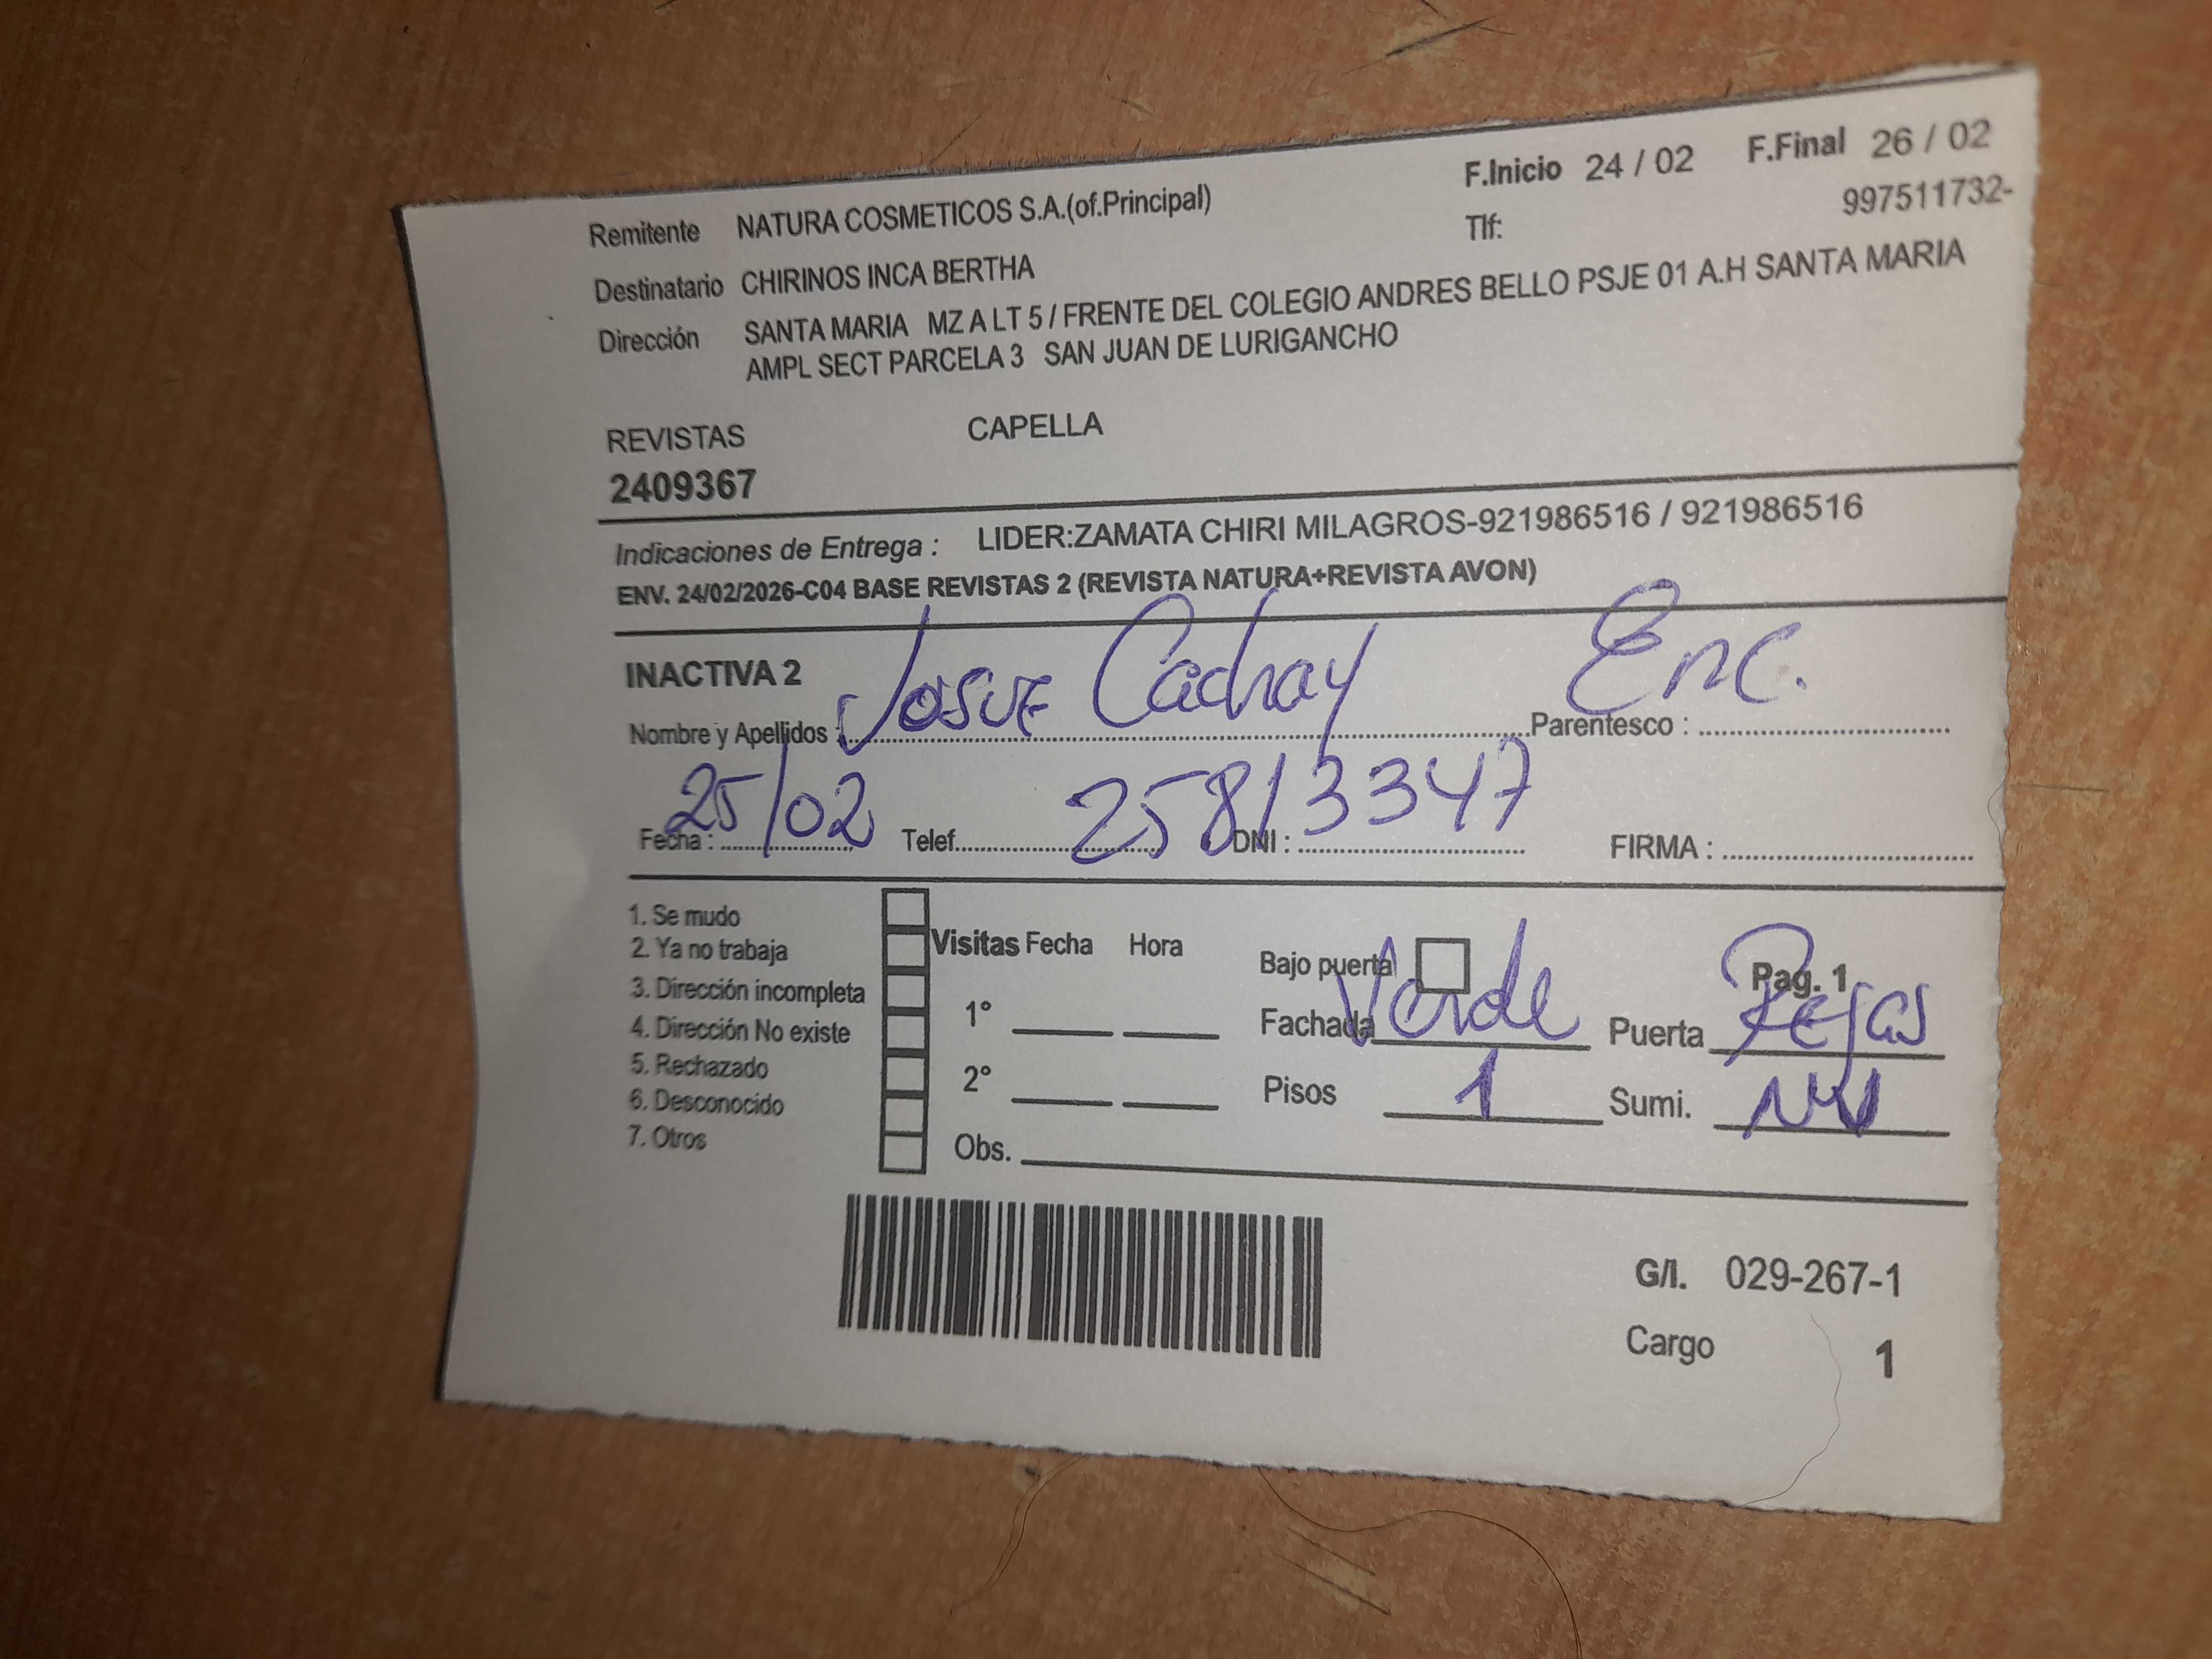 F.Inicio 24 / 02 F.Final 26 / 02
Remitente NATURA COSMETICOS S.A.(of.Principal) Tlf: 997511732-
Destinatario CHIRINOS INCA BERTHA
Dirección SANTA MARIA MZ A LT 5 / FRENTE DEL COLEGIO ANDRES BELLO PSJE 01 A.H SANTA MARIA
AMPL SECT PARCELA 3 SAN JUAN DE LURIGANCHO
REVISTAS CAPELLA
2409367
Indicaciones de Entrega : LIDER:ZAMATA CHIRI MILAGROS-921986516 / 921986516
ENV. 24/02/2026-C04 BASE REVISTAS 2 (REVISTA NATURA+REVISTA AVON)
INACTIVA 2
Nombre y Apellidos : Josue Cachay Parentesco : Enc.
Fecha : 25/02 Telef. DNI : 25813347 FIRMA :
1. Se mudo
2. Ya no trabaja
3. Dirección incompleta
4. Dirección No existe
5. Rechazado
6. Desconocido
7. Otros
Visitas Fecha Hora
1°
2°
Obs.
Bajo puerta Pag. 1
Fachada Verde Puerta Rejas
Pisos 1 Sumi.
G/I. 029-267-1
Cargo 1